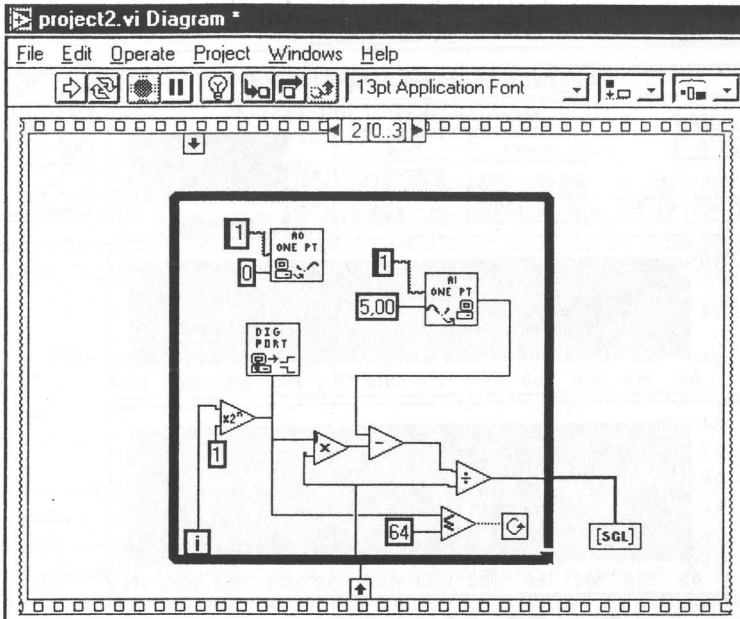 project2.vi Diagram *
File Edit Operate Project Windows Help
13pt Application Font
2 [0..3]
1
AO
ONE PT
0
1
AI
ONE PT
5,00
DIG
PORT
x2ⁿ
1
x
-
÷
64
≤
i
[SGL]